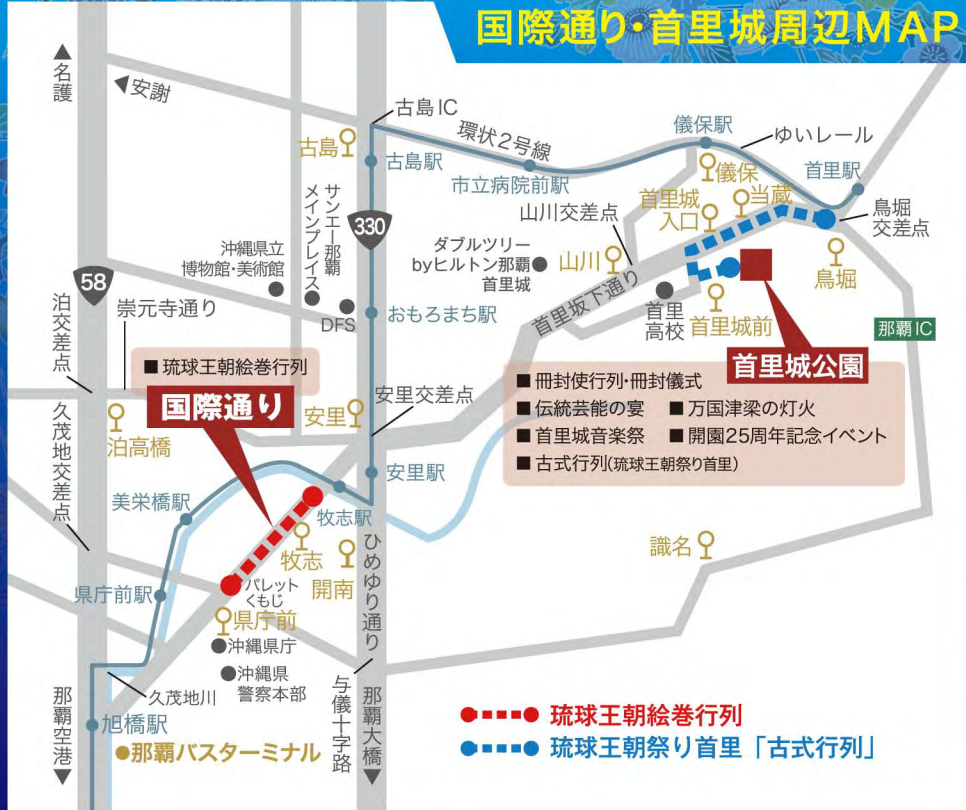 国際通り・首里城周辺MAP
▲名護
◀安謝
古島IC
古島
古島駅
環状2号線
市立病院前駅
儀保駅
ゆいレール
儀保
首里駅
首里城入口
当蔵
鳥堀交差点
鳥堀
山川交差点
山川
ダブルツリー
byヒルトン那覇
首里城
サンエー那覇
メインプレイス
330
沖縄県立
博物館・美術館
DFS
おもろまち駅
首里坂下通り
首里
高校
首里城前
首里城公園
那覇IC
58
泊交差点
崇元寺通り
■ 琉球王朝絵巻行列
国際通り
安里
安里交差点
■ 冊封使行列・冊封儀式
■ 伝統芸能の宴
■ 万国津梁の灯火
■ 首里城音楽祭
■ 開園25周年記念イベント
■ 古式行列(琉球王朝祭り首里)
久茂地交差点
泊高橋
安里駅
美栄橋駅
牧志駅
牧志
開南
ひめゆり通り
識名
県庁前駅
パレット
くもじ
県庁前
沖縄県庁
沖縄県
警察本部
久茂地川
与儀十字路
那覇大橋▼
那覇空港▼
旭橋駅
●那覇バスターミナル
琉球王朝絵巻行列
琉球王朝祭り首里「古式行列」